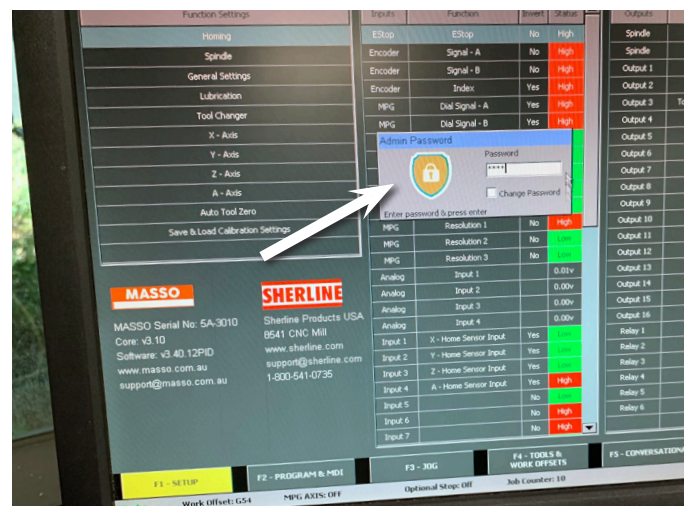 Function Settings
Homing
Spindle
General Settings
Lubrication
Tool Changer
X - Axis
Y - Axis
Z - Axis
A - Axis
Auto Tool Zero
Save & Load Calibration Settings
MASSO
MASSO Serial No: 5A-3010
Core: v3.10
Software: v3.40.12PID
www.masso.com.au
support@masso.com.au
SHERLINE
Sherline Products USA
8541 CNC Mill
www.sherline.com
support@sherline.com
1-800-541-0735
Inputs Function Invert Status
EStop EStop No High
Encoder Signal - A No High
Encoder Signal - B No High
Encoder Index Yes High
MPG Dial Signal - A Yes High
MPG Dial Signal - B Yes High
Admin Password
Password
****
Change Password
Enter password & press enter
MPG Resolution 1 No High
MPG Resolution 2 No Low
MPG Resolution 3 No Low
Analog Input 1 0.01v
Analog Input 2 0.00v
Analog Input 3 0.00v
Analog Input 4 0.00v
Input 1 X - Home Sensor Input Yes Low
Input 2 Y - Home Sensor Input Yes Low
Input 3 Z - Home Sensor Input Yes Low
Input 4 A - Home Sensor Input Yes High
Input 5 No Low
Input 6 No High
Input 7 No High
Outputs
Spindle
Spindle
Output 1
Output 2
Output 3
Output 4
Output 5
Output 6
Output 7
Output 8
Output 9
Output 10
Output 11
Output 12
Output 13
Output 14
Output 15
Output 16
Relay 1
Relay 2
Relay 3
Relay 4
Relay 5
Relay 6
F1 - SETUP
F2 - PROGRAM & MDI
F3 - JOG
F4 - TOOLS &
WORK OFFSETS
F5 - CONVERSATION
Work Offset: G54
MPG AXIS: OFF
Optional Stop: Off
Job Counter: 10